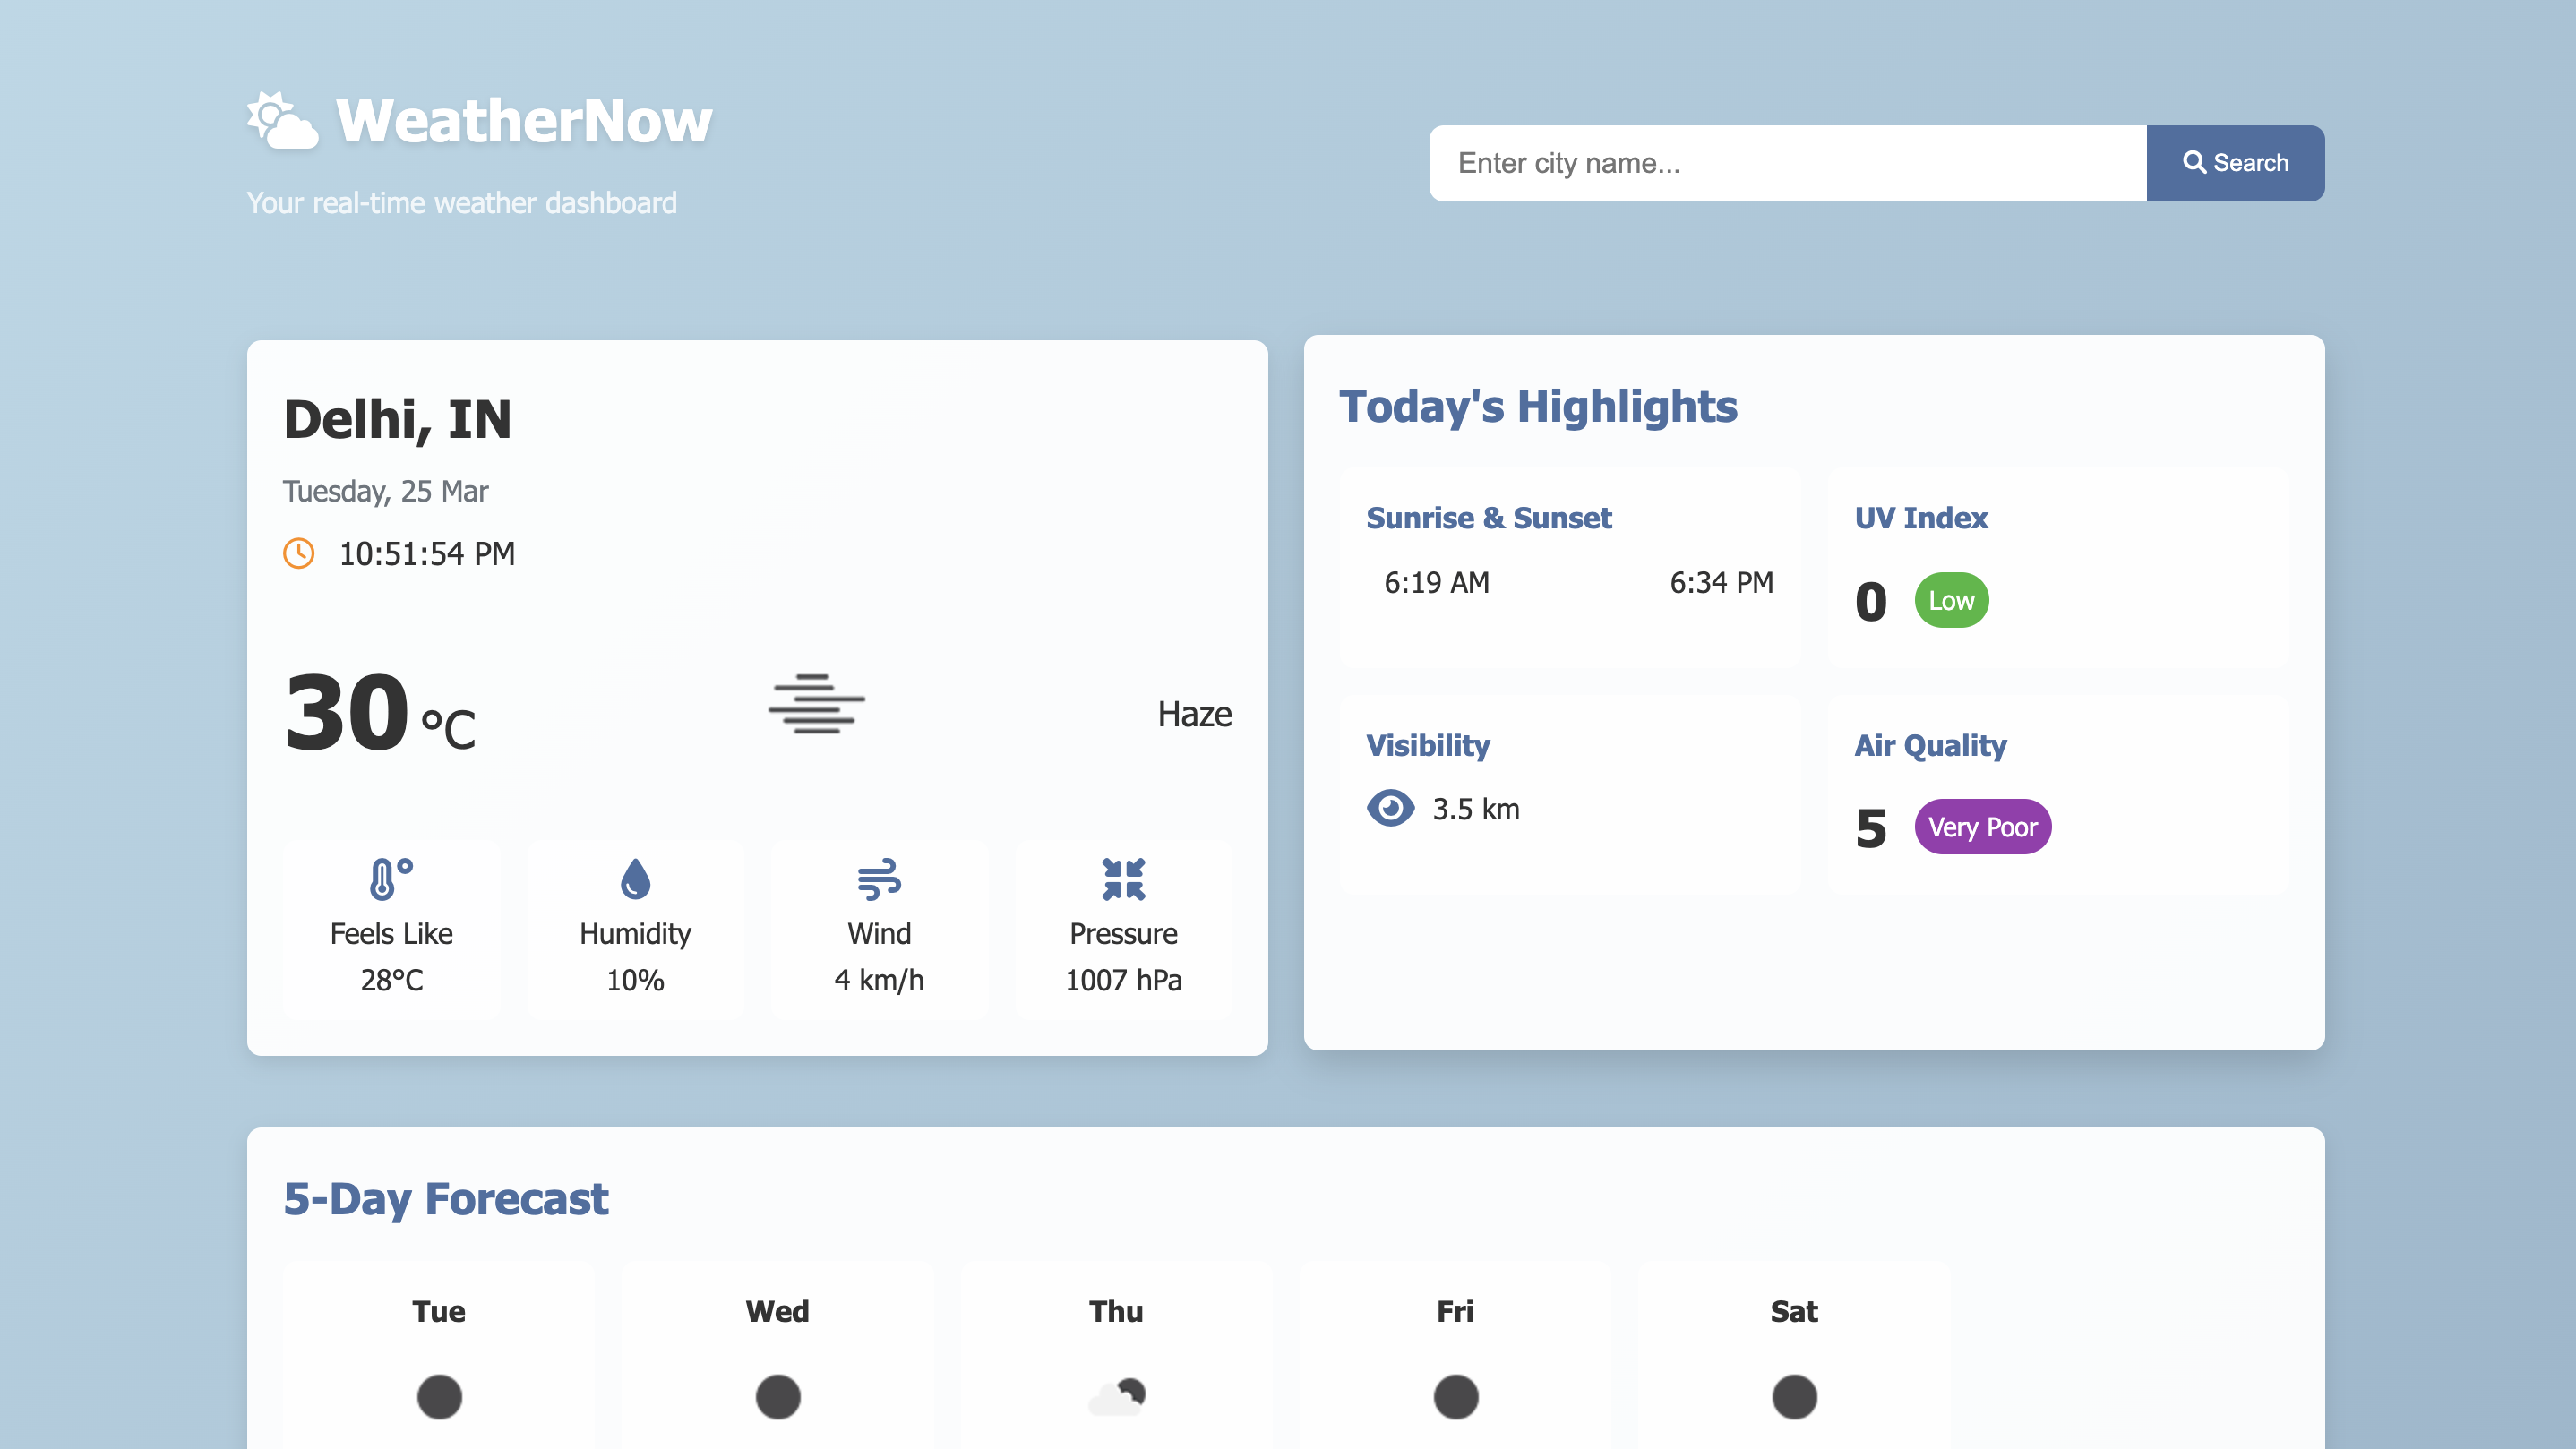 WeatherNow
Your real-time weather dashboard
Enter city name...
Search
Delhi, IN
Tuesday, 25 Mar
10:51:54 PM
30 °C
Haze
Feels Like
28°C
Humidity
10%
Wind
4 km/h
Pressure
1007 hPa
Today's Highlights
Sunrise & Sunset
6:19 AM 6:34 PM
UV Index
0 Low
Visibility
3.5 km
Air Quality
5 Very Poor
5-Day Forecast
Tue
Wed
Thu
Fri
Sat